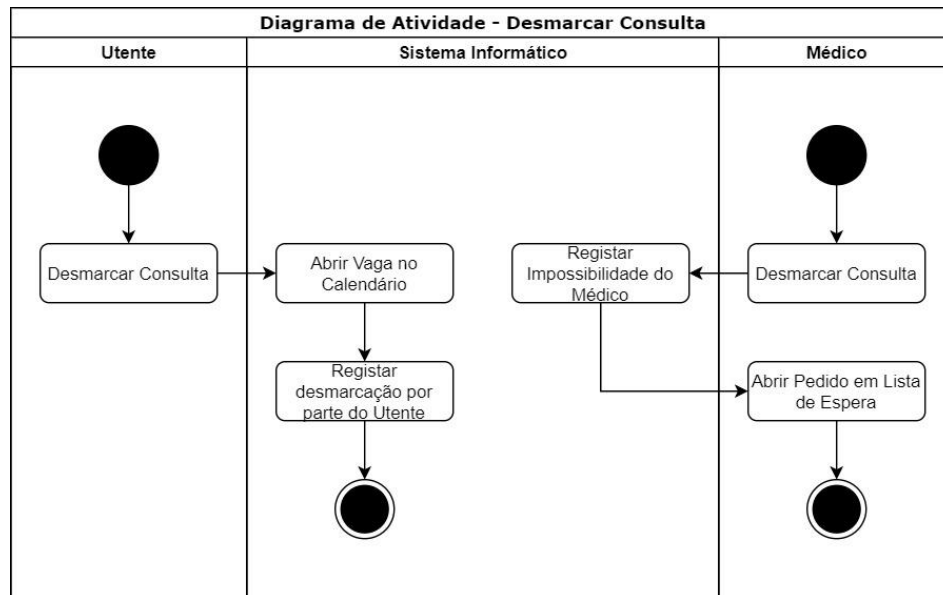 Diagrama de Atividade - Desmarcar Consulta
Utente
Sistema Informático
Médico
Desmarcar Consulta
Abrir Vaga no
Calendário
Registar
Impossibilidade do
Médico
Desmarcar Consulta
Registar
desmarcação por
parte do Utente
Abrir Pedido em Lista
de Espera